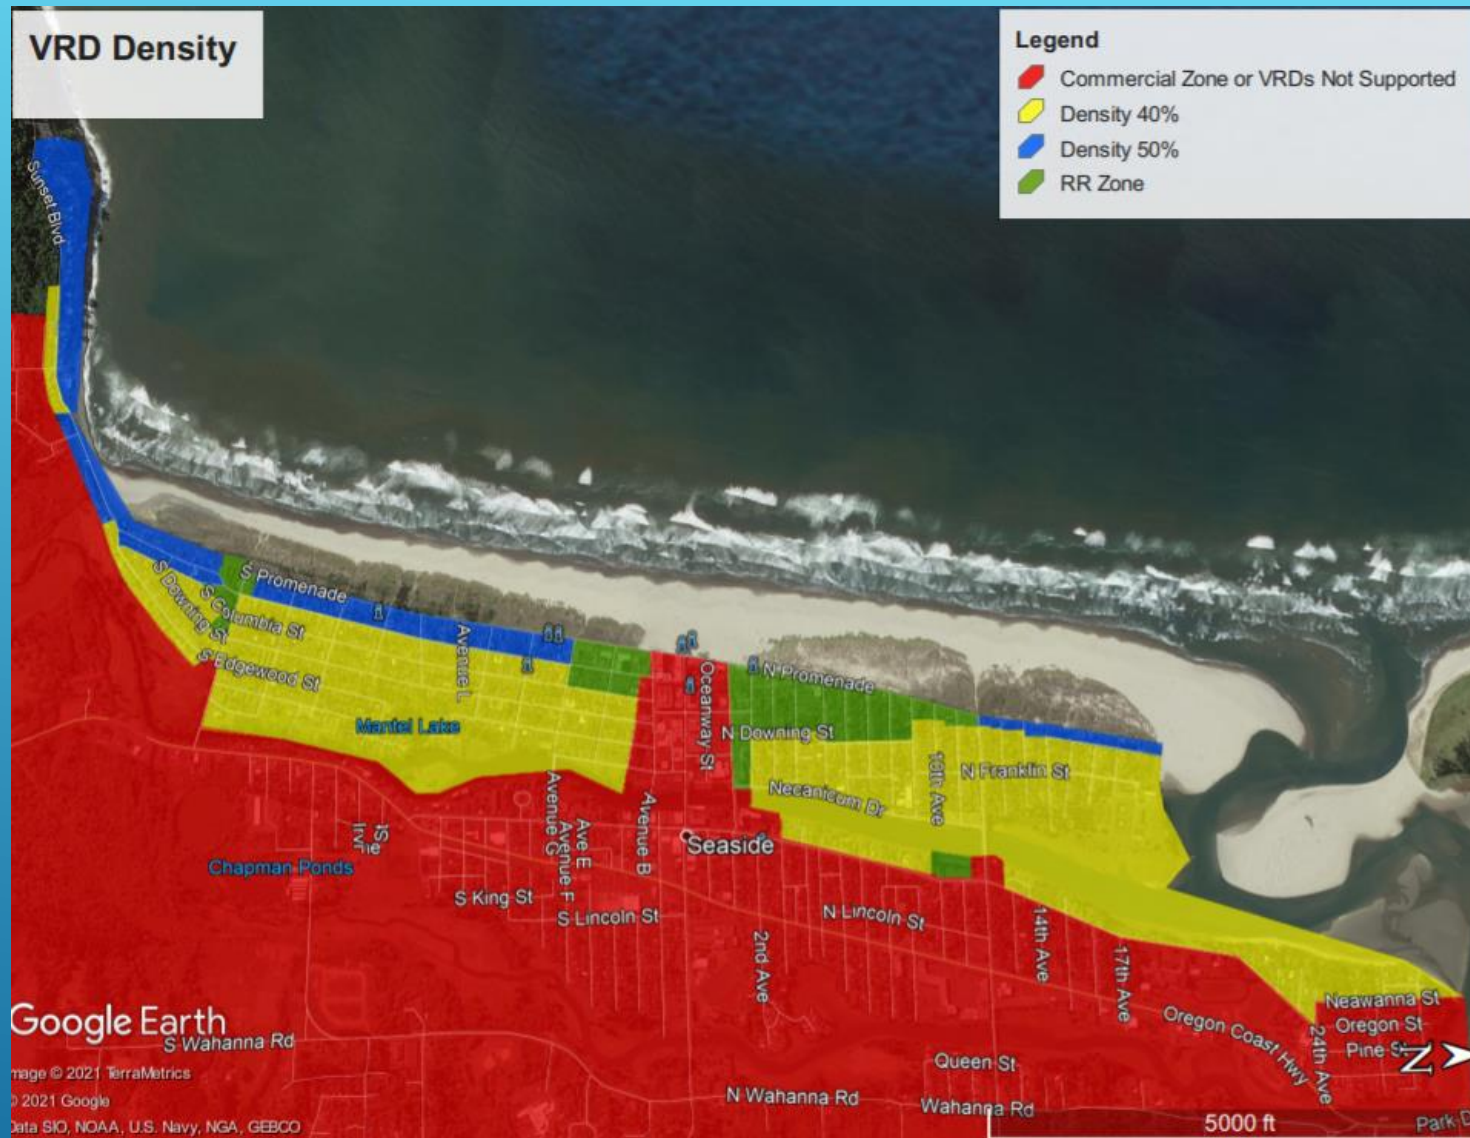 VRD Density
Legend
Commercial Zone or VRDs Not Supported
Density 40%
Density 50%
RR Zone
Sunset Blvd
S Promenade
S Downing St
S Columbia St
S Edgewood St
Avenue L
Mantel Lake
Oceanway St
N Promenade
N Downing St
N Franklin St
Necanicum Dr
Avenue G
Avenue F
Ave E
Avenue B
Seaside
Chapman Ponds
S King St
S Lincoln St
N Lincoln St
2nd Ave
14th Ave
17th Ave
Oregon Coast Hwy
24th Ave
Neawanna St
Oregon St
Pine St
N
Google Earth
S Wahanna Rd
Queen St
N Wahanna Rd
Wahanna Rd
mage © 2021 TerraMetrics
© 2021 Google
Data SIO, NOAA, U.S. Navy, NGA, GEBCO
5000 ft
Park D